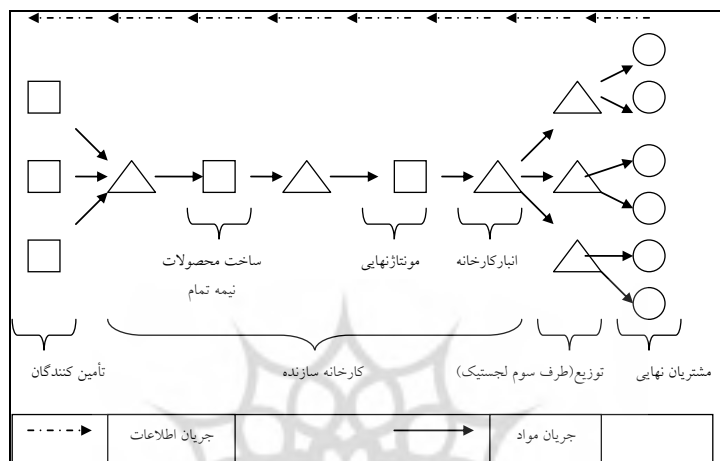 ساخت محصولات
نیمه تمام
مونتاژنهایی
انبارکارخانه
تأمین کنندگان
کارخانه سازنده
توزیع(طرف سوم لجستیک)
مشتریان نهایی
جریان اطلاعات
جریان مواد